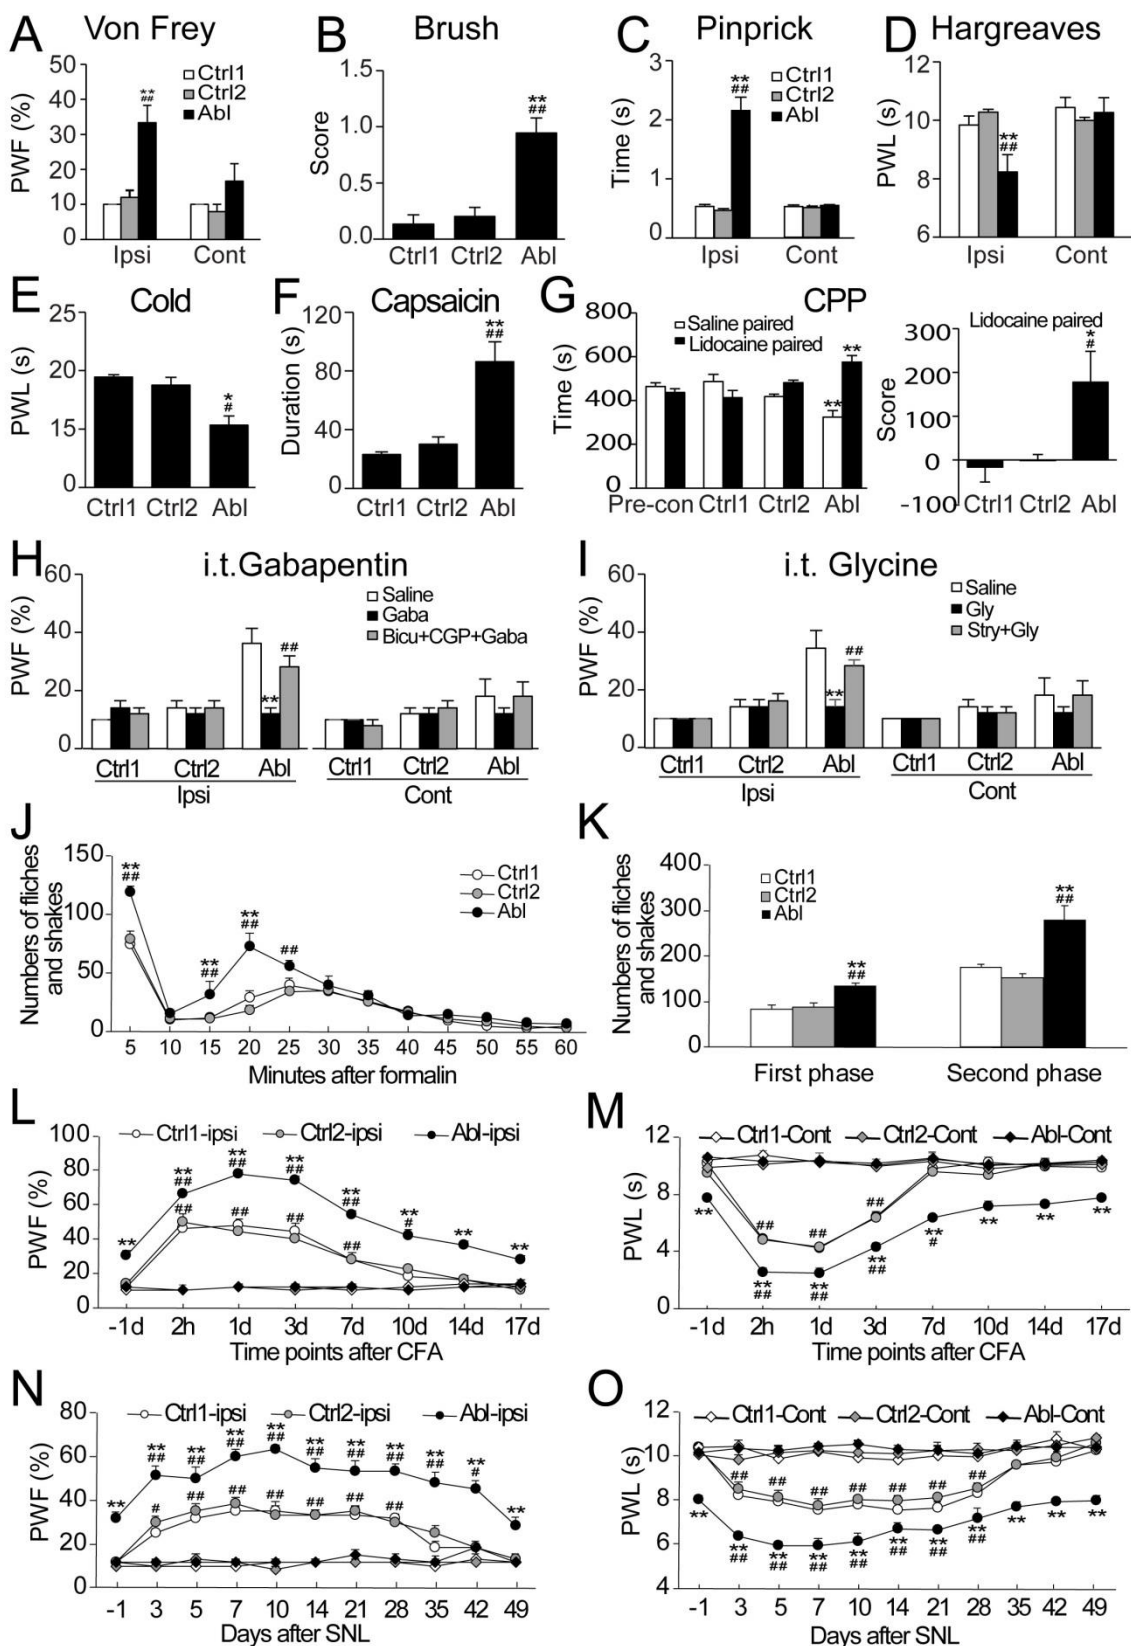 A Von Frey
PWF (%)
50
40
30
20
10
0
Ctrl1
Ctrl2
Abl
**
##
Ipsi Cont
B Brush
Score
1.5
1.0
0.5
0.0
**
##
Ctrl1 Ctrl2 Abl
C Pinprick
Time (s)
3
2
1
0
**
##
Ctrl1
Ctrl2
Abl
Ipsi Cont
D Hargreaves
PWL (s)
12
10
8
6
**
##
Ipsi Cont
E Cold
PWL (s)
25
20
15
0
*
#
Ctrl1 Ctrl2 Abl
F Capsaicin
Duration (s)
120
80
40
0
**
##
Ctrl1 Ctrl2 Abl
G CPP
Time (s)
800
600
400
200
0
Saline paired
Lidocaine paired
**
**
Pre-con Ctrl1 Ctrl2 Abl
Lidocaine paired
Score
300
200
100
0
-100
*
#
Ctrl1 Ctrl2 Abl
H i.t.Gabapentin
PWF (%)
60
40
20
0
Saline
Gaba
Bicu+CGP+Gaba
##
**
Ctrl1 Ctrl2 Abl Ctrl1 Ctrl2 Abl
Ipsi Cont
I i.t. Glycine
PWF (%)
60
40
20
0
Saline
Gly
Stry+Gly
##
**
Ctrl1 Ctrl2 Abl Ctrl1 Ctrl2 Abl
Ipsi Cont
J
Numbers of fliches
and shakes
150
100
50
0
Ctrl1
Ctrl2
Abl
**
##
**
##
**
##
##
5 10 15 20 25 30 35 40 45 50 55 60
Minutes after formalin
K
Numbers of fliches
and shakes
400
300
200
100
0
Ctrl1
Ctrl2
Abl
**
##
**
##
First phase Second phase
L
Ctrl1-ipsi Ctrl2-ipsi Abl-ipsi
PWF (%)
100
80
60
40
20
0
** ** ** ** ** ** ** **
## ## ## ## #
## ## ## ##
-1d 2h 1d 3d 7d 10d 14d 17d
Time points after CFA
M
Ctrl1-Cont Ctrl2-Cont Abl-Cont
PWL (s)
12
8
4
0
## ## ##
** ** ** ** ** ** ** **
## ## ## #
-1d 2h 1d 3d 7d 10d 14d 17d
Time points after CFA
N
Ctrl1-ipsi Ctrl2-ipsi Abl-ipsi
PWF (%)
80
60
40
20
0
** ** ** ** ** ** ** ** ** ** **
## ## ## ## ## ## ## ## #
# ## ## ## ## ## ##
-1 3 5 7 10 14 21 28 35 42 49
Days after SNL
O
Ctrl1-Cont Ctrl2-Cont Abl-Cont
PWL (s)
12
10
8
6
4
## ## ## ## ## ## ##
** ** ** ** ** ** ** ** ** ** **
## ## ## ## ## ## ##
-1 3 5 7 10 14 21 28 35 42 49
Days after SNL